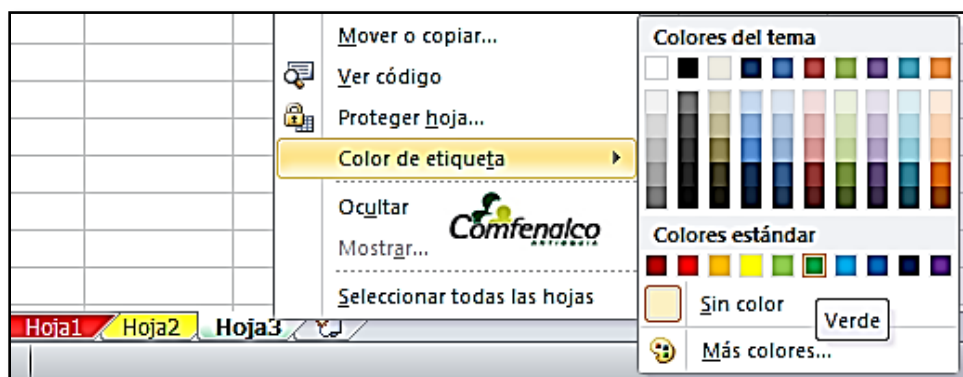 Mover o copiar...
Ver código
Proteger hoja...
Color de etiqueta
Ocultar
Mostrar...
Seleccionar todas las hojas
Comfenalco
ANTIOQUIA
Colores del tema
Colores estándar
Sin color
Verde
Más colores...
Hoja1
Hoja2
Hoja3